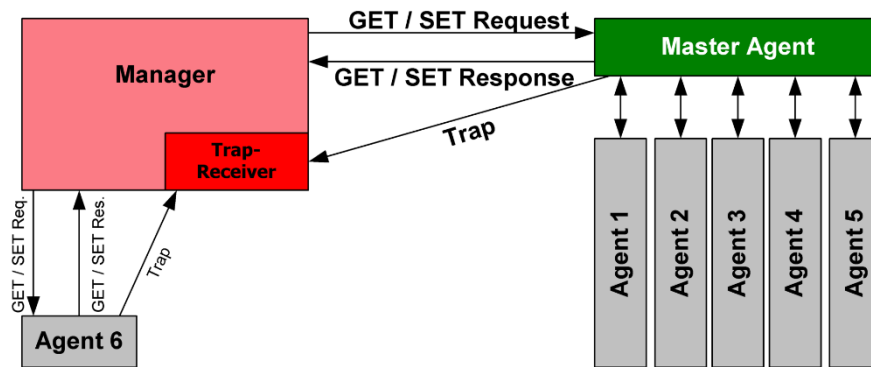 GET / SET Request
Manager
Master Agent
GET / SET Response
Trap
Trap-
Receiver
GET / SET Req.
GET / SET Res.
Trap
Agent 1
Agent 2
Agent 3
Agent 4
Agent 5
Agent 6